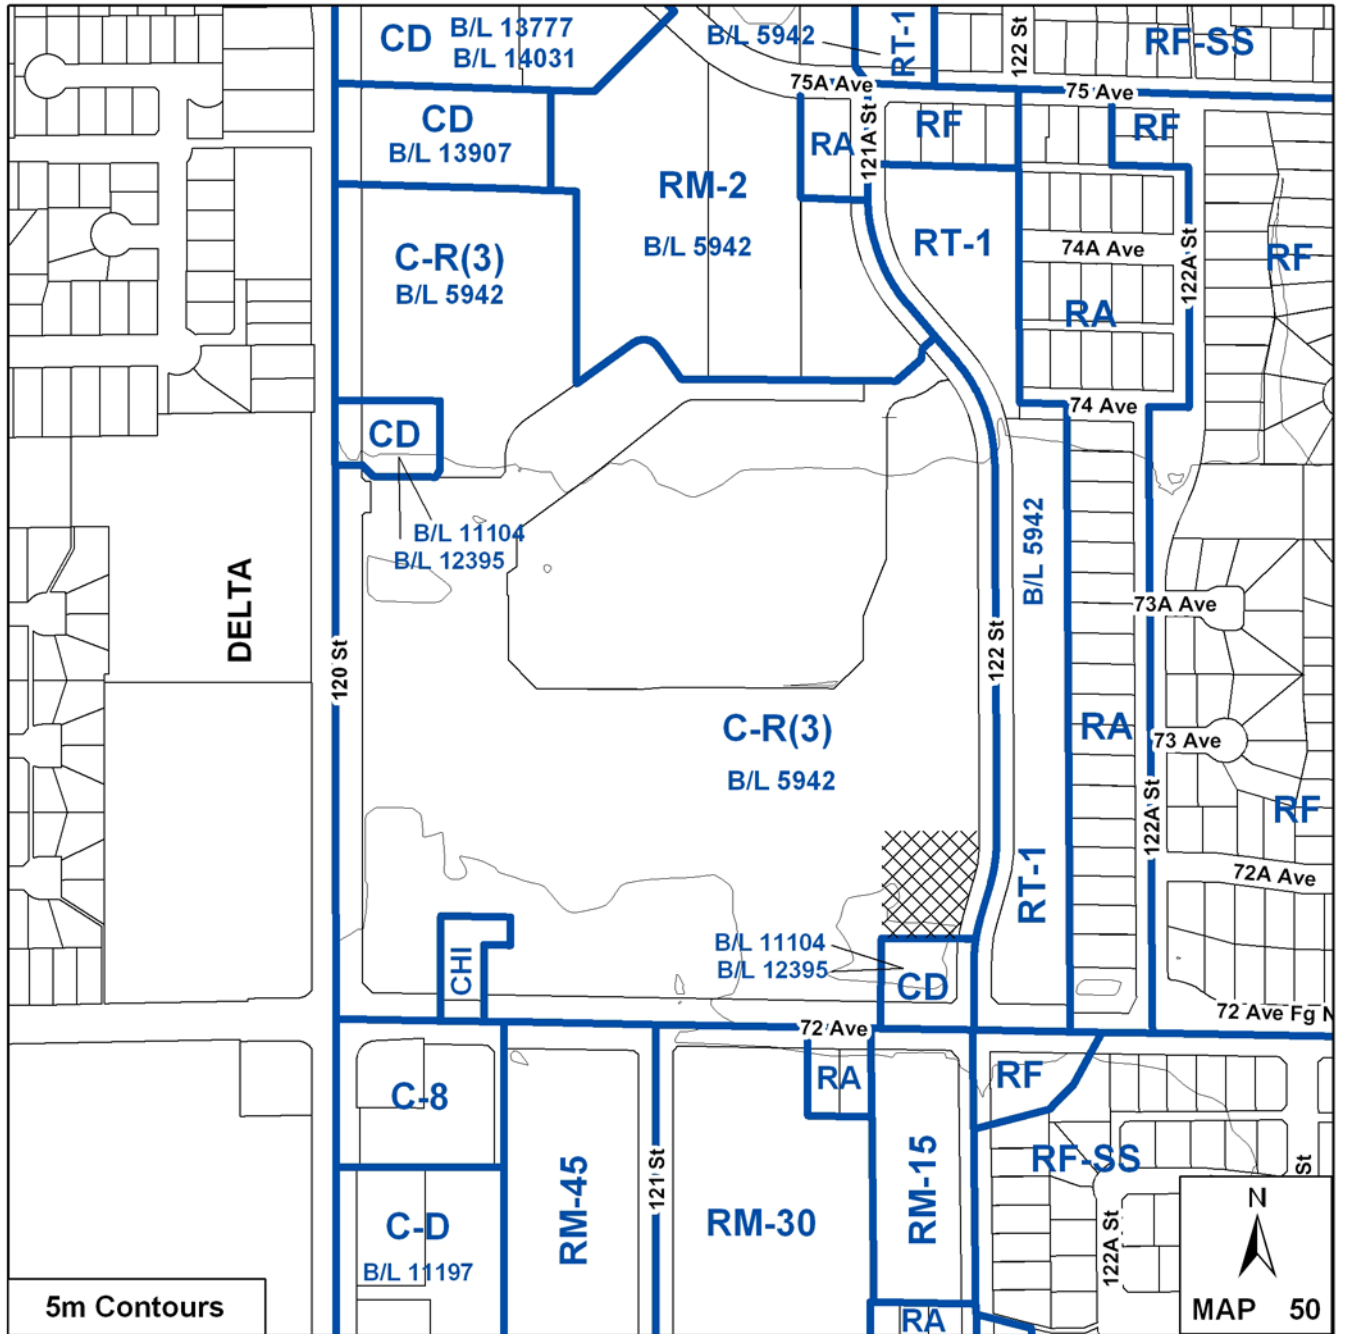 CD
B/L 13777
B/L 14031
B/L 5942
RT-1
122 St
RF-SS
75A Ave
75 Ave
CD
B/L 13907
RA
121A St
RF
RF
RM-2
B/L 5942
C-R(3)
B/L 5942
RT-1
74A Ave
122A St
RF
RA
74 Ave
CD
B/L 11104
B/L 12395
B/L 5942
DELTA
120 St
122 St
73A Ave
C-R(3)
B/L 5942
RA
73 Ave
122A St
RF
RT-1
72A Ave
CHI
B/L 11104
B/L 12395
CD
72 Ave
72 Ave Fg N
C-8
RA
RF
RM-45
121 St
RM-15
RF-SS
St
C-D
B/L 11197
RM-30
122A St
N
5m Contours
RA
MAP 50